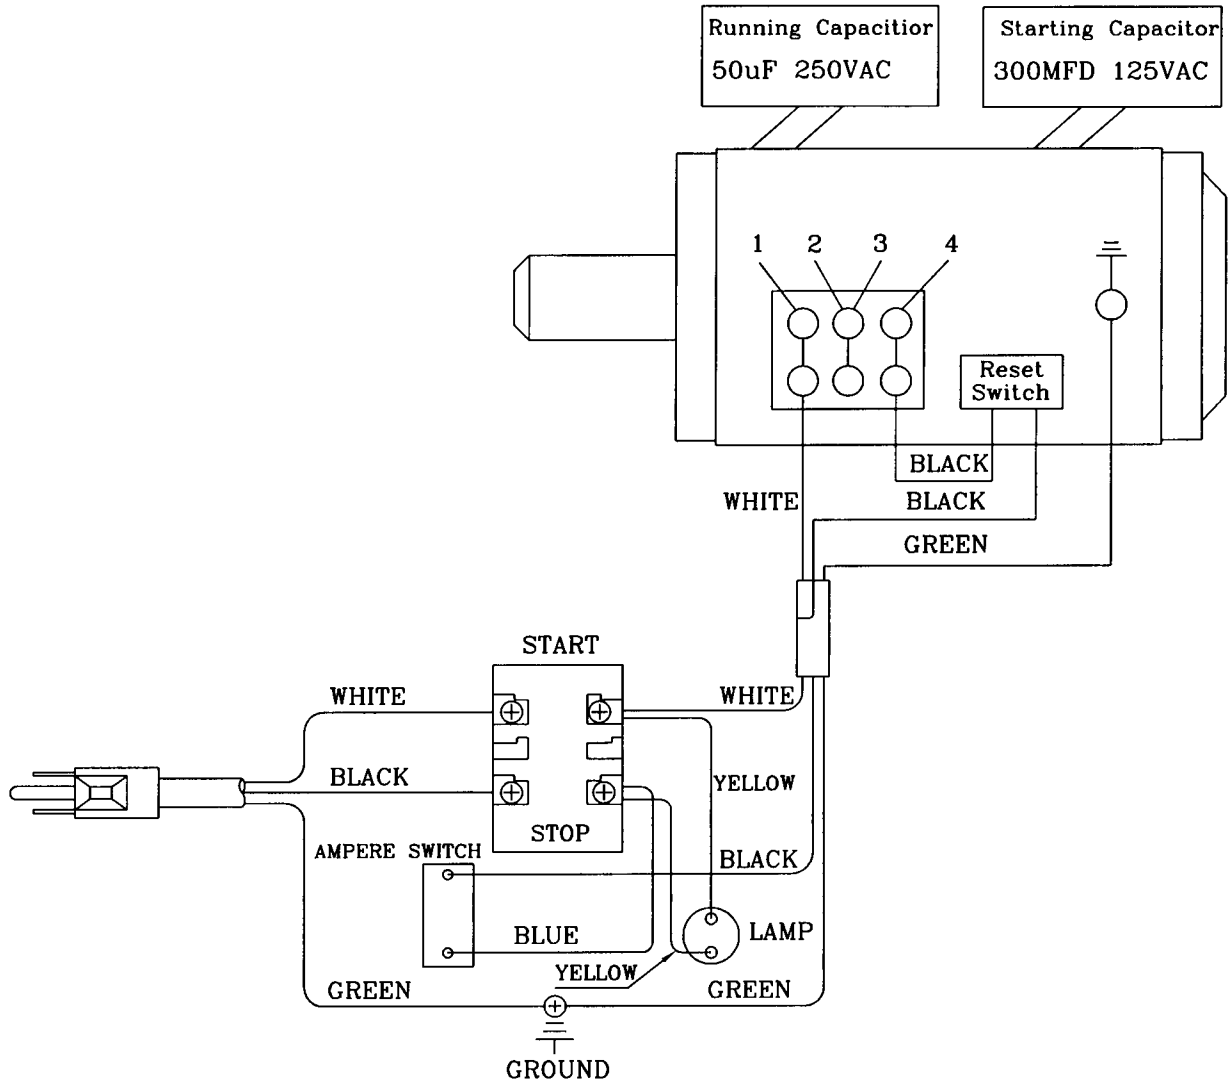 Running Capacitior
50uF 250VAC
Starting Capacitor
300MFD 125VAC
1 2 3 4
Reset
Switch
BLACK
WHITE
BLACK
GREEN
START
WHITE
WHITE
BLACK
YELLOW
STOP
AMPERE SWITCH
BLACK
BLUE
LAMP
YELLOW
GREEN
GREEN
GROUND